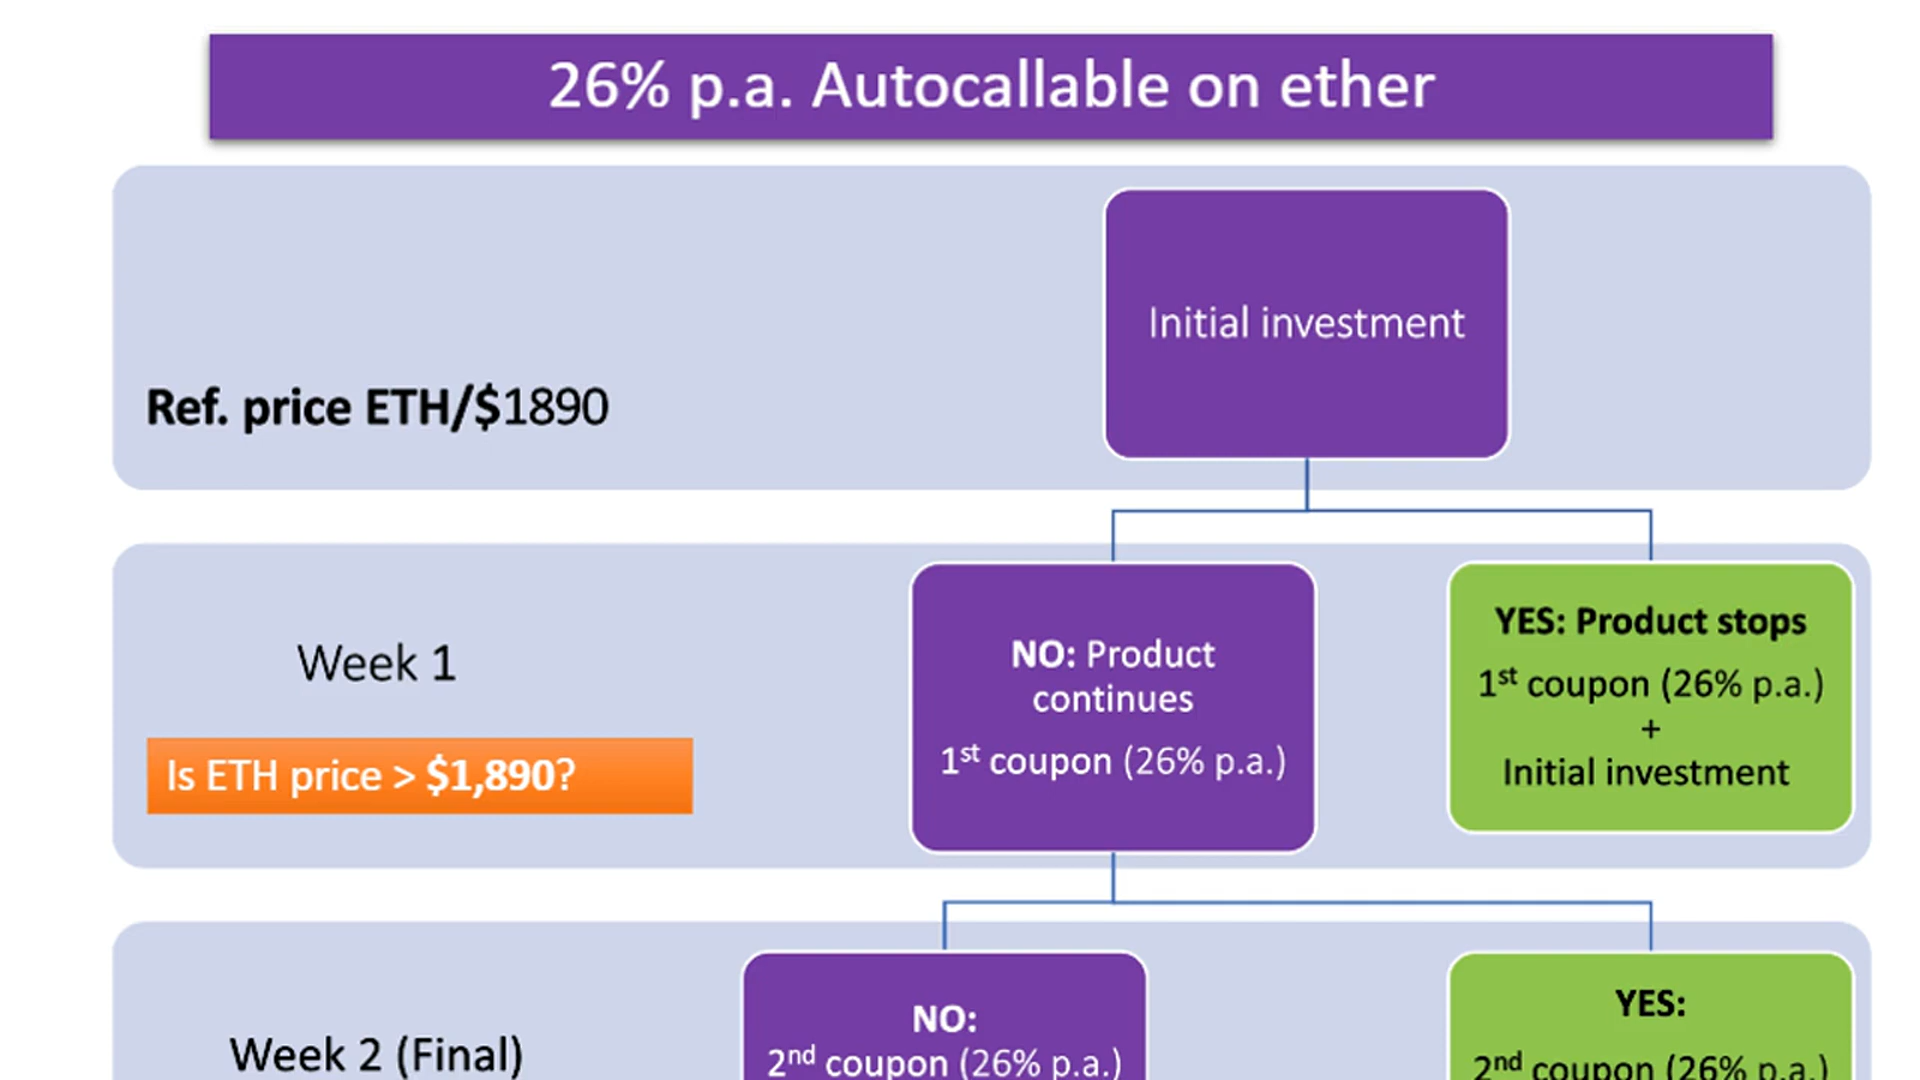 26% p.a. Autocallable on ether
Initial investment
Ref. price ETH/$1890
Week 1
Is ETH price > $1,890?
NO: Product
continues
1st coupon (26% p.a.)
YES: Product stops
1st coupon (26% p.a.)
+
Initial investment
Week 2 (Final)
NO:
2nd coupon (26% p.a.)
YES:
2nd coupon (26% p.a.)